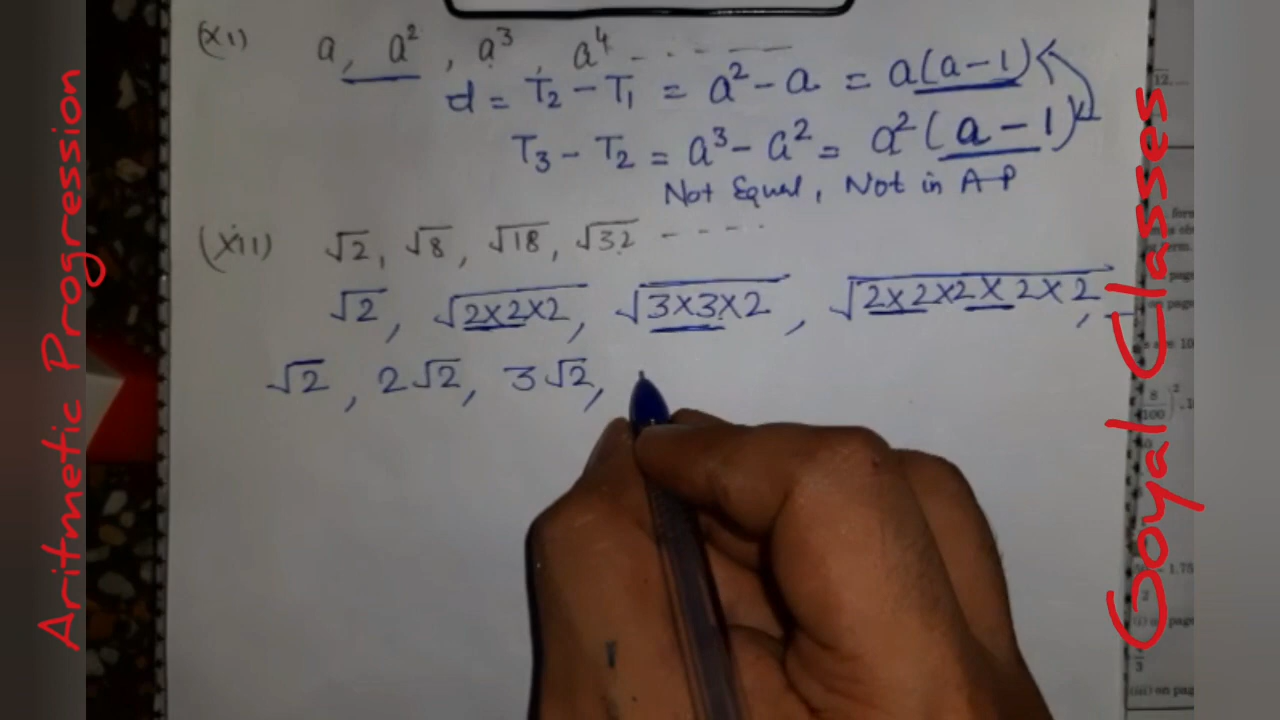 Aritmetic Progression
(XI) a, a², a³, a⁴ - - - —
d = T₂ - T₁ = a² - a = a(a-1)
T₃ - T₂ = a³ - a² = a²(a-1)
Not Equal, Not in AP
(XII) √2, √8, √18, √32 - - - -
√2, √2×2×2, √3×3×2, √2×2×2×2×2,
√2, 2√2, 3√2,
Goyal Classes